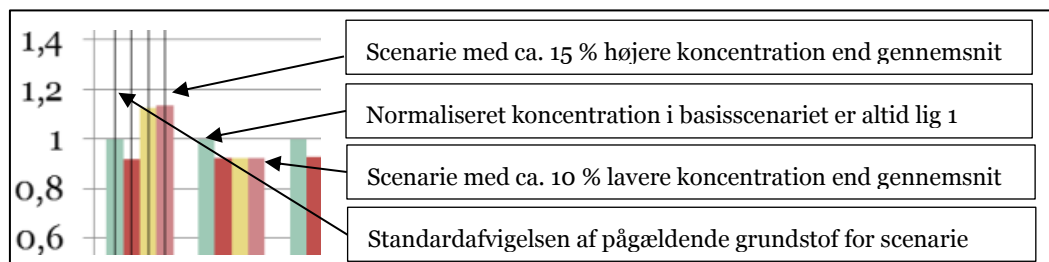 1,4
1,2
1
0,8
0,6
Scenarie med ca. 15 % højere koncentration end gennemsnit
Normaliseret koncentration i basisscenariet er altid lig 1
Scenarie med ca. 10 % lavere koncentration end gennemsnit
Standardafvigelsen af pågældende grundstof for scenarie